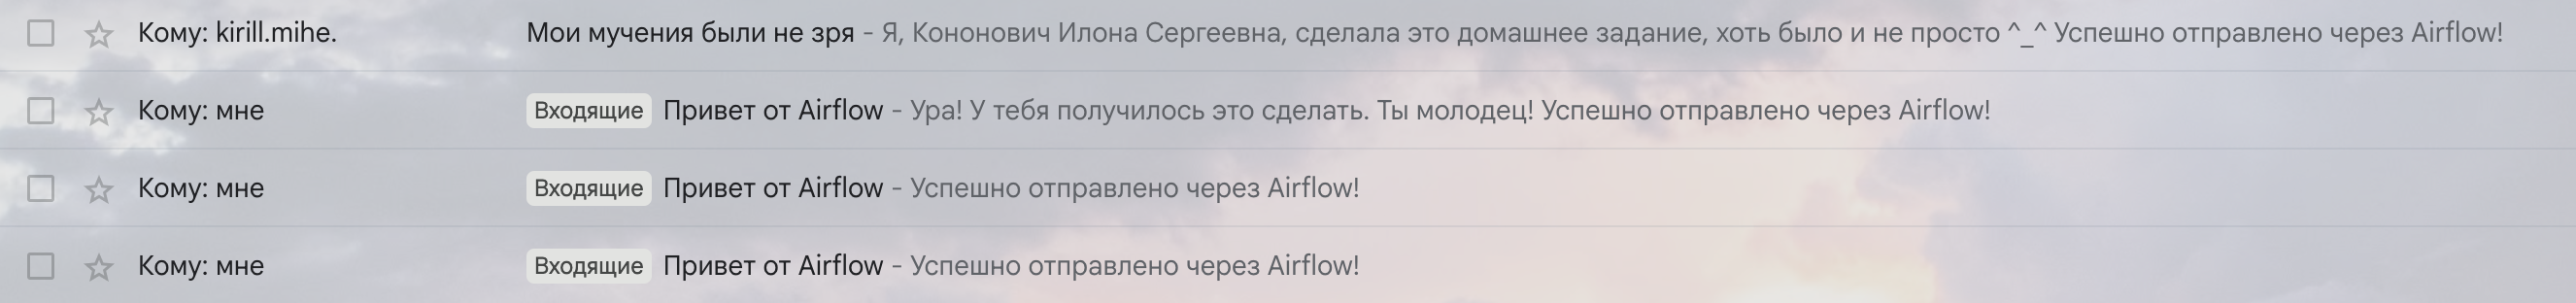 Кому: kirill.mihe. Мои мучения были не зря - Я, Кононович Илона Сергеевна, сделала это домашнее задание, хоть было и не просто ^_^ Успешно отправлено через Airflow!
Кому: мне Входящие Привет от Airflow - Ура! У тебя получилось это сделать. Ты молодец! Успешно отправлено через Airflow!
Кому: мне Входящие Привет от Airflow - Успешно отправлено через Airflow!
Кому: мне Входящие Привет от Airflow - Успешно отправлено через Airflow!